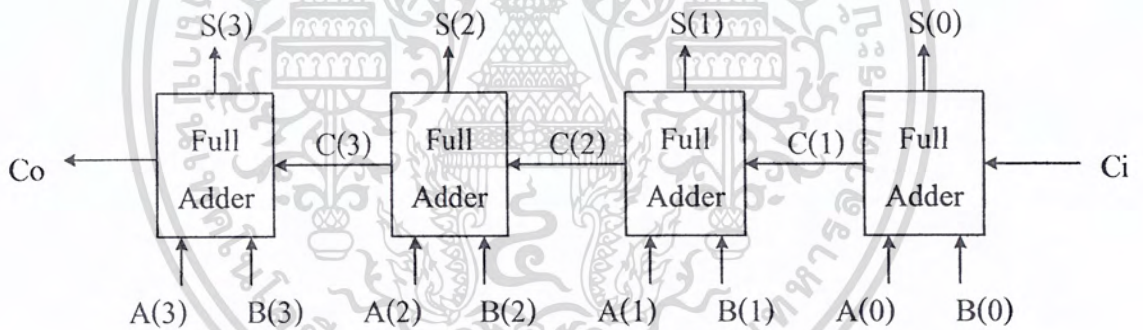 S(3) S(2) S(1) S(0)
Full Full Full Full
Co C(3) C(2) C(1) Ci
Adder Adder Adder Adder
A(3) B(3) A(2) B(2) A(1) B(1) A(0) B(0)